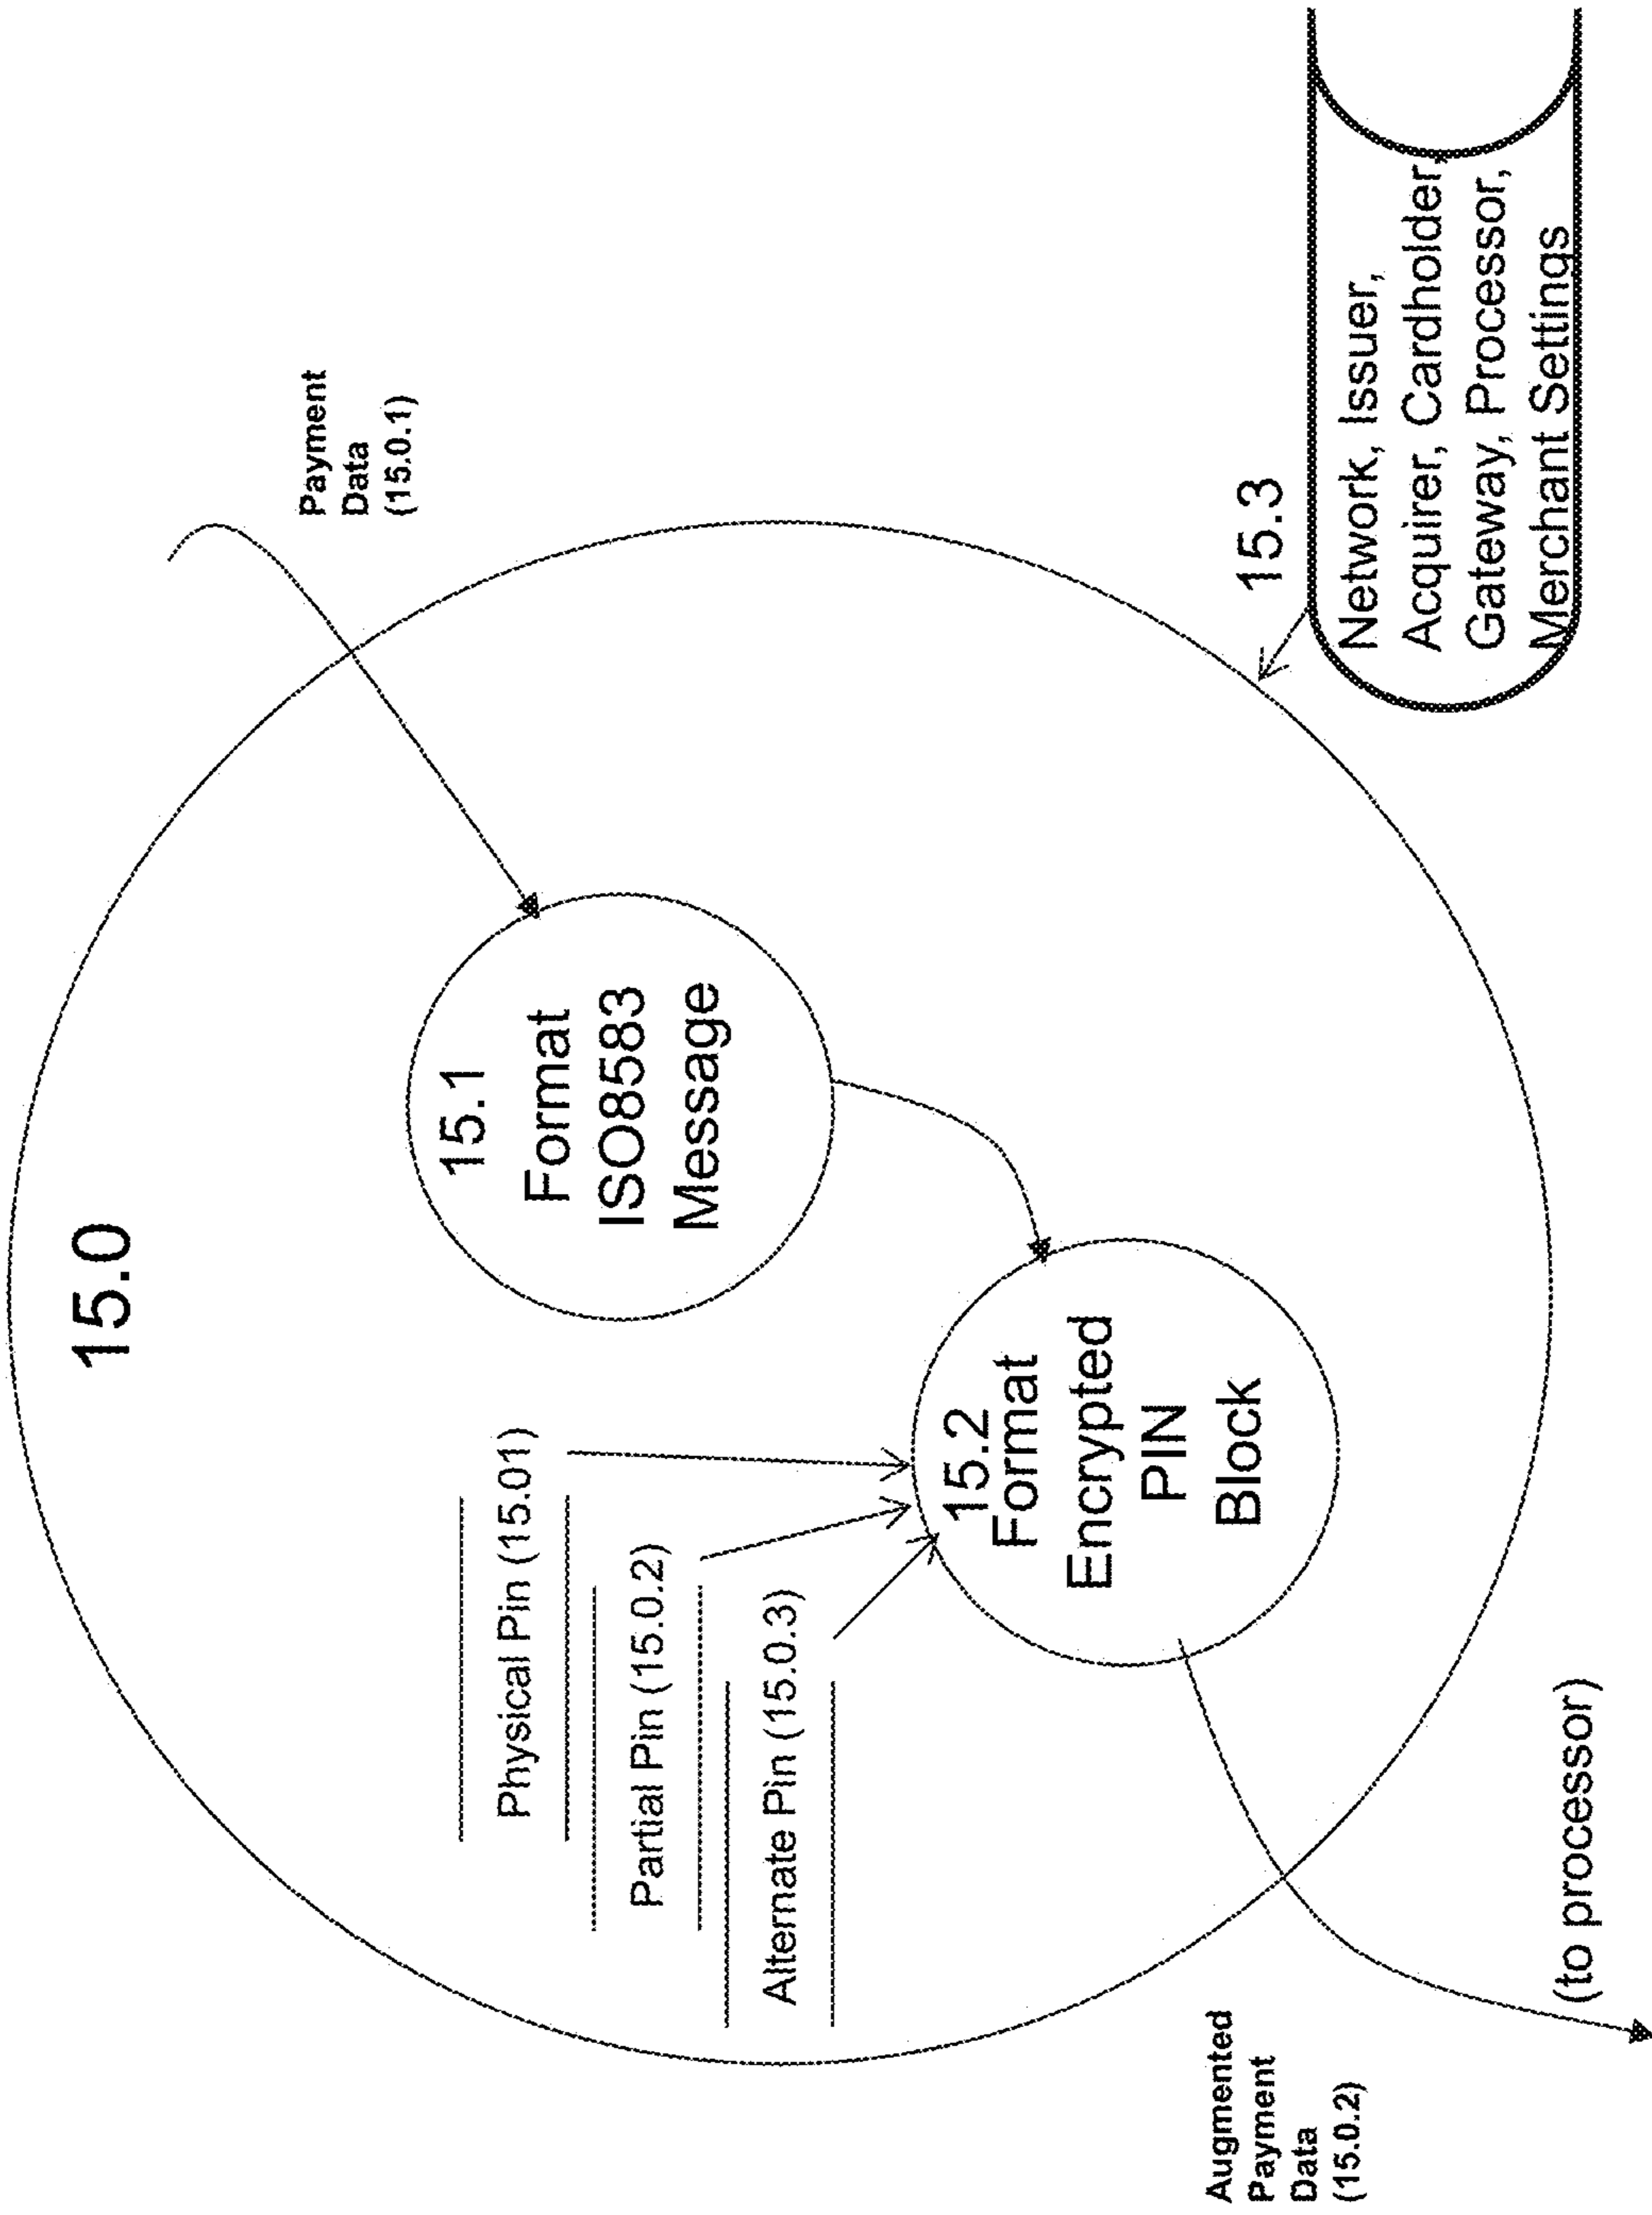 15.0
Payment
Data
(15.0.1)
15.1
Format
ISO8583
Message
Physical Pin (15.01)
Partial Pin (15.0.2)
Alternate Pin (15.0.3)
15.2
Format
Encrypted
PIN
Block
15.3
Network, Issuer,
Acquirer, Cardholder,
Gateway, Processor,
Merchant Settings
Augmented
Payment
Data
(15.0.2)
(to processor)